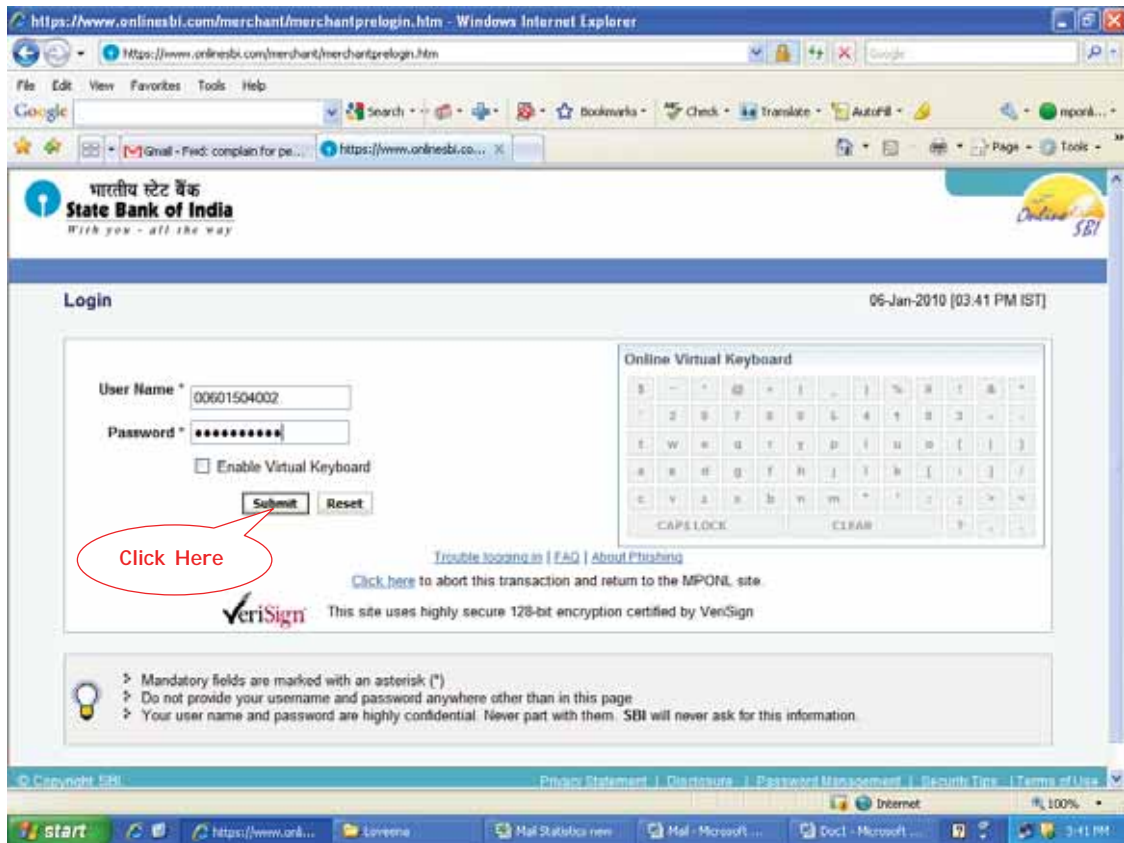 https://www.onlinesbi.com/merchant/merchantprelogin.htm - Windows Internet Explorer
https://www.onlinesbi.com/merchant/merchantprelogin.htm
Google
File Edit View Favorites Tools Help
Google Search Bookmarks Check Translate AutoFill mponli...
Gmail - Fwd: complain for pe... https://www.onlinesbi.co... Page Tools
भारतीय स्टेट बैंक
State Bank of India
With you - all the way
Online SBI
Login 06-Jan-2010 [03:41 PM IST]
Online Virtual Keyboard
User Name * 00601504002
Password * ••••••••••
Enable Virtual Keyboard
Submit Reset
CAPS LOCK CLEAR
Click Here
Trouble logging in | FAQ | About Phishing
Click here to abort this transaction and return to the MPONL site.
VeriSign This site uses highly secure 128-bit encryption certified by VeriSign
Mandatory fields are marked with an asterisk (*)
Do not provide your username and password anywhere other than in this page
Your user name and password are highly confidential. Never part with them. SBI will never ask for this information.
© Copyright SBI Privacy Statement | Disclosure | Password Management | Security Tips | Terms of Use
Internet 100%
start https://www.onli... Loveena Mail Statistics new Mail - Microsoft ... Doc1 - Microsoft ... 3:41 PM